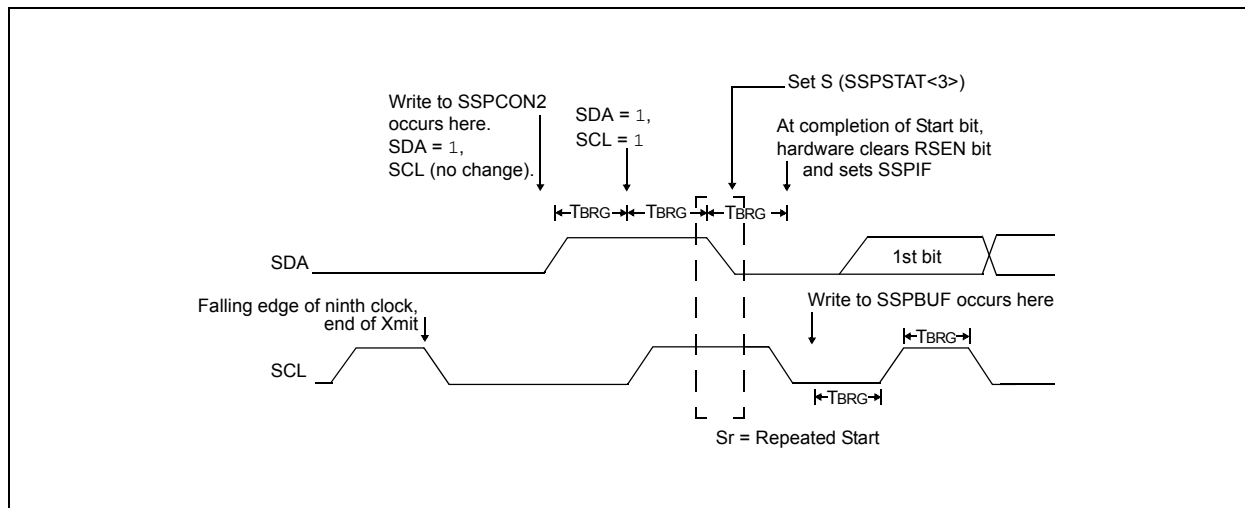 Set S (SSPSTAT<3>)
Write to SSPCON2
occurs here.
SDA = 1,
SCL (no change).
SDA = 1,
SCL = 1
At completion of Start bit,
hardware clears RSEN bit
and sets SSPIF
TBRG
TBRG
TBRG
SDA
1st bit
Falling edge of ninth clock,
end of Xmit
Write to SSPBUF occurs here
TBRG
SCL
TBRG
Sr = Repeated Start